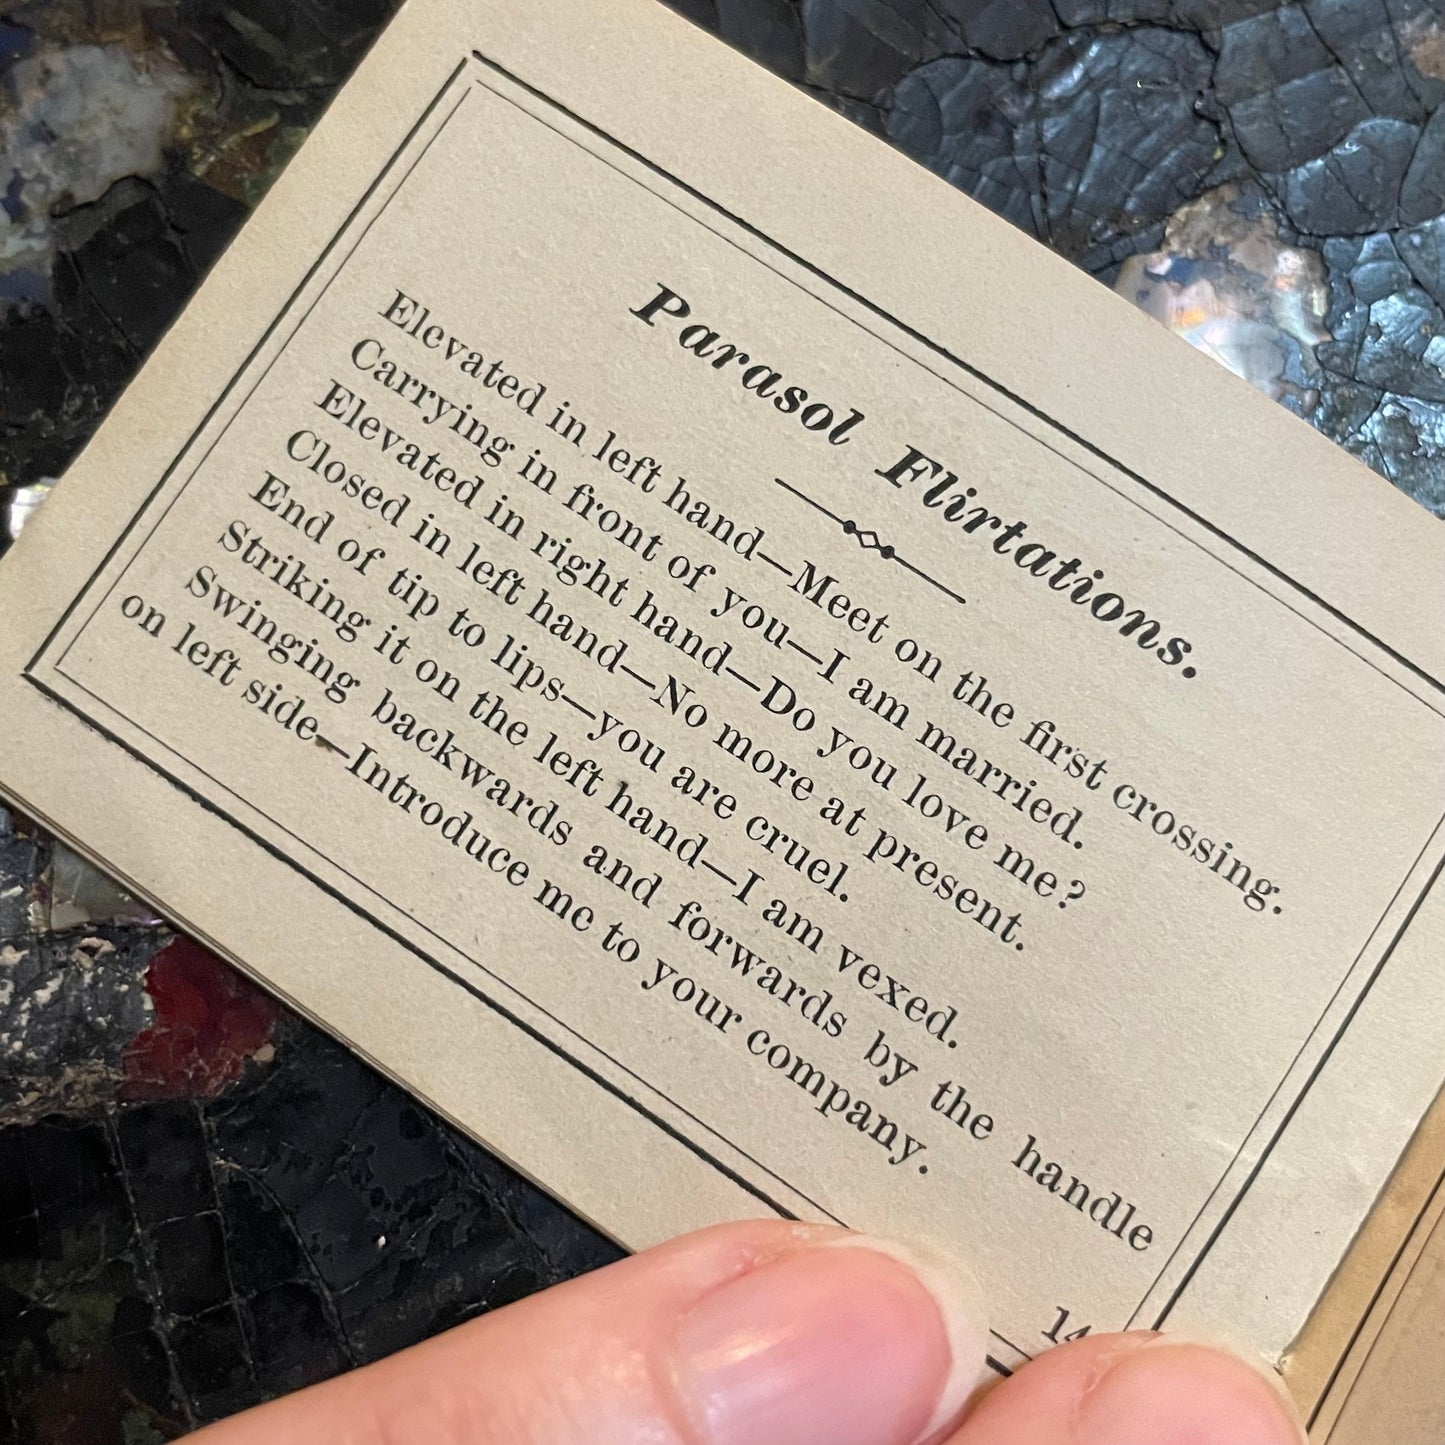 Parasol Flirtations.
Elevated in left hand—Meet on the first crossing.
Carrying in front of you—I am married.
Elevated in right hand—Do you love me?
Closed in left hand—No more at present.
End of tip to lips—you are cruel.
Striking it on the left hand—I am vexed.
Swinging backwards and forwards by the handle
on left side—Introduce me to your company.